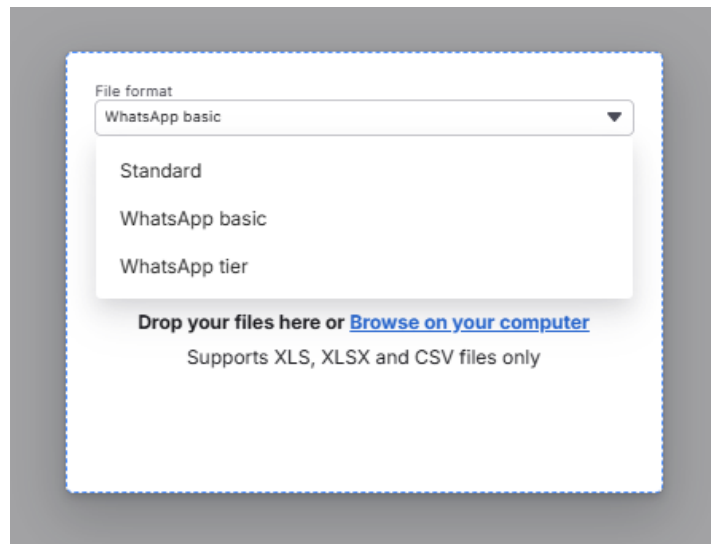 File format
WhatsApp basic
Standard
WhatsApp basic
WhatsApp tier
Drop your files here or Browse on your computer
Supports XLS, XLSX and CSV files only